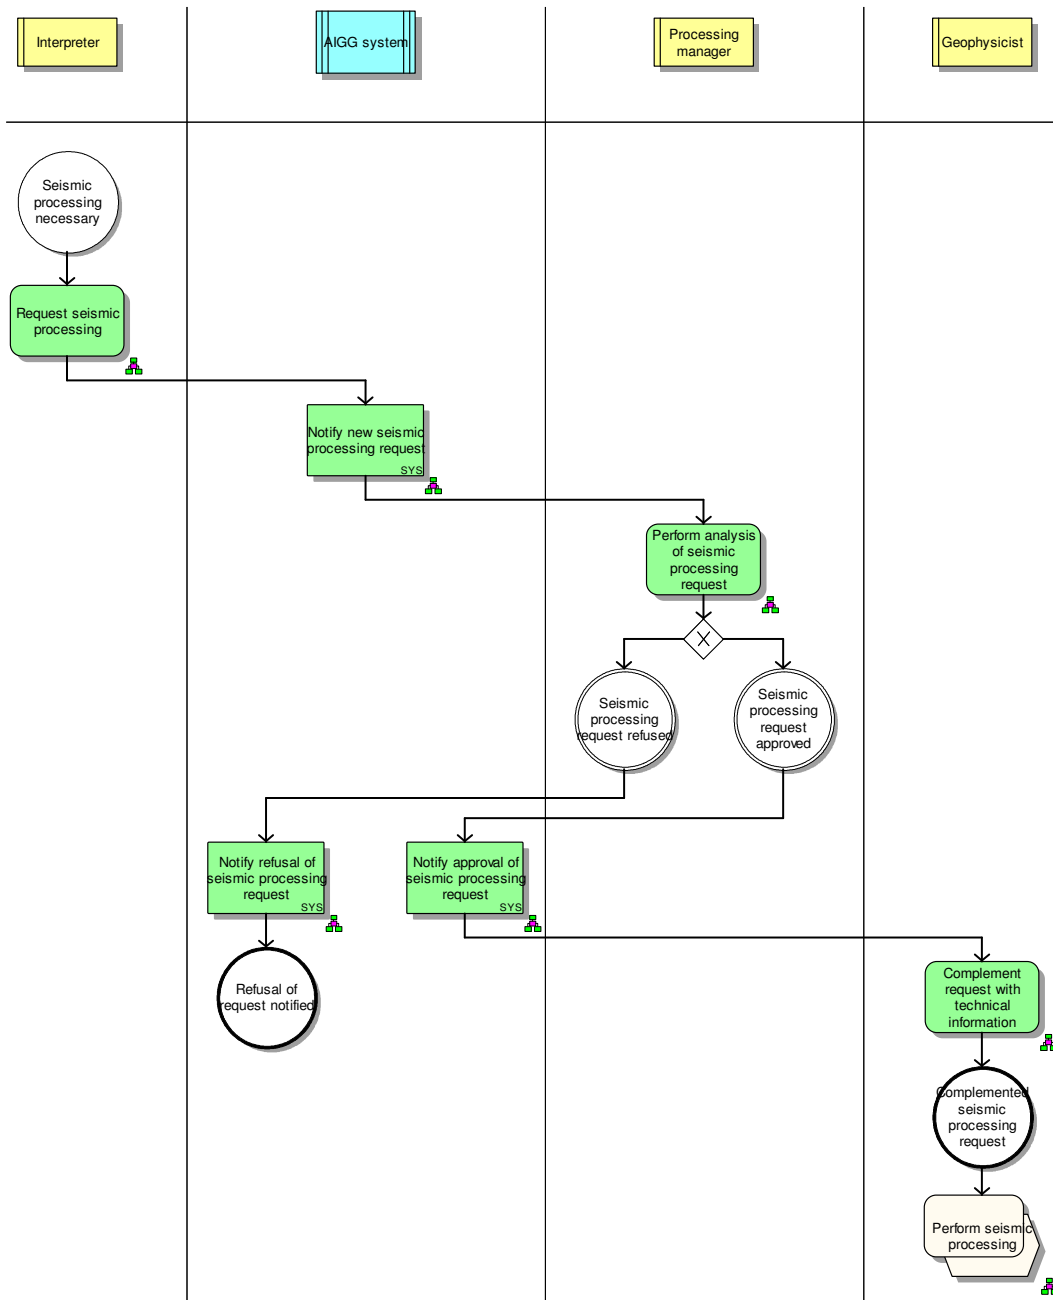 Interpreter
AIGG system
Processing
manager
Geophysicist
Seismic
processing
necessary
Request seismic
processing
Notify new seismic
processing request
SYS
Perform analysis
of seismic
processing
request
X
Seismic
processing
request refused
Seismic
processing
request
approved
Notify refusal of
seismic processing
request
SYS
Notify approval of
seismic processing
request
SYS
Refusal of
request notified
Complement
request with
technical
information
Complemented
seismic
processing
request
Perform seismic
processing